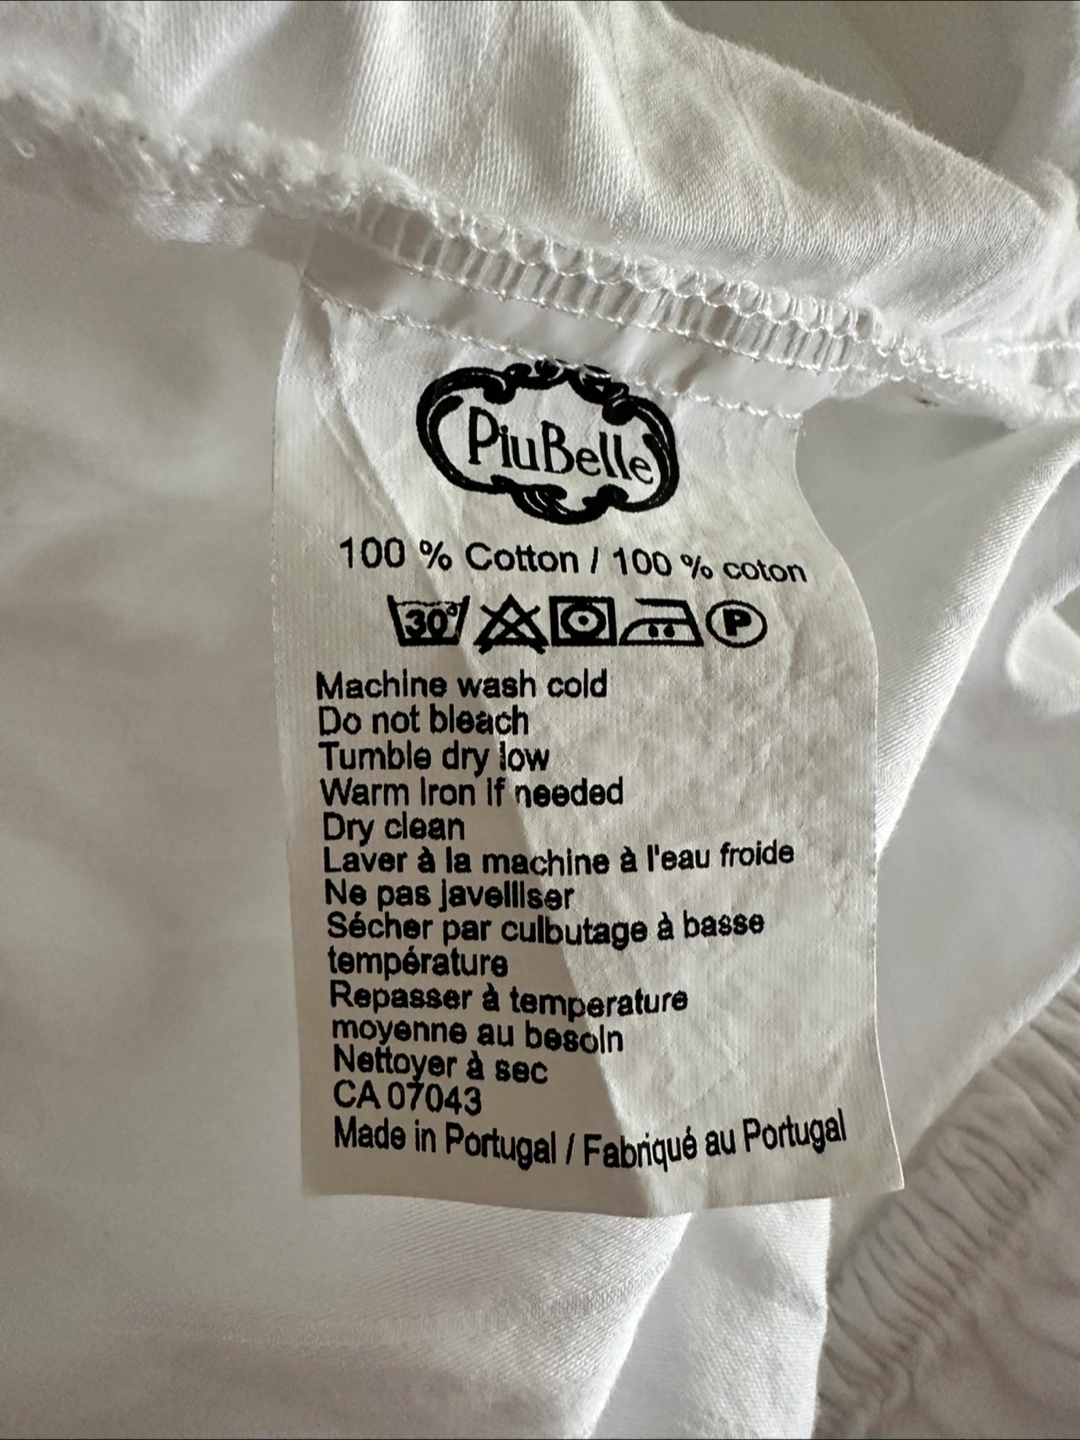 PiuBelle
100 % Cotton / 100 % coton
30° P
Machine wash cold
Do not bleach
Tumble dry low
Warm Iron if needed
Dry clean
Laver à la machine à l'eau froide
Ne pas javelliser
Sécher par culbutage à basse
température
Repasser à temperature
moyenne au besoin
Nettoyer à sec
CA 07043
Made in Portugal / Fabriqué au Portugal